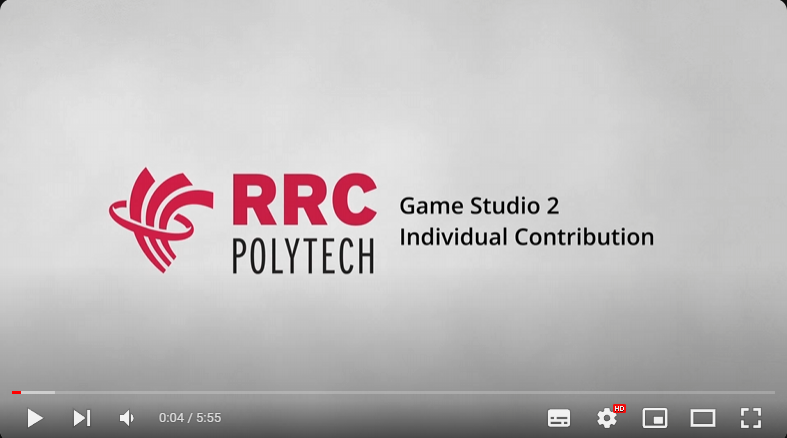 RRC
POLYTECH
Game Studio 2
Individual Contribution
0:04 / 5:55
HD